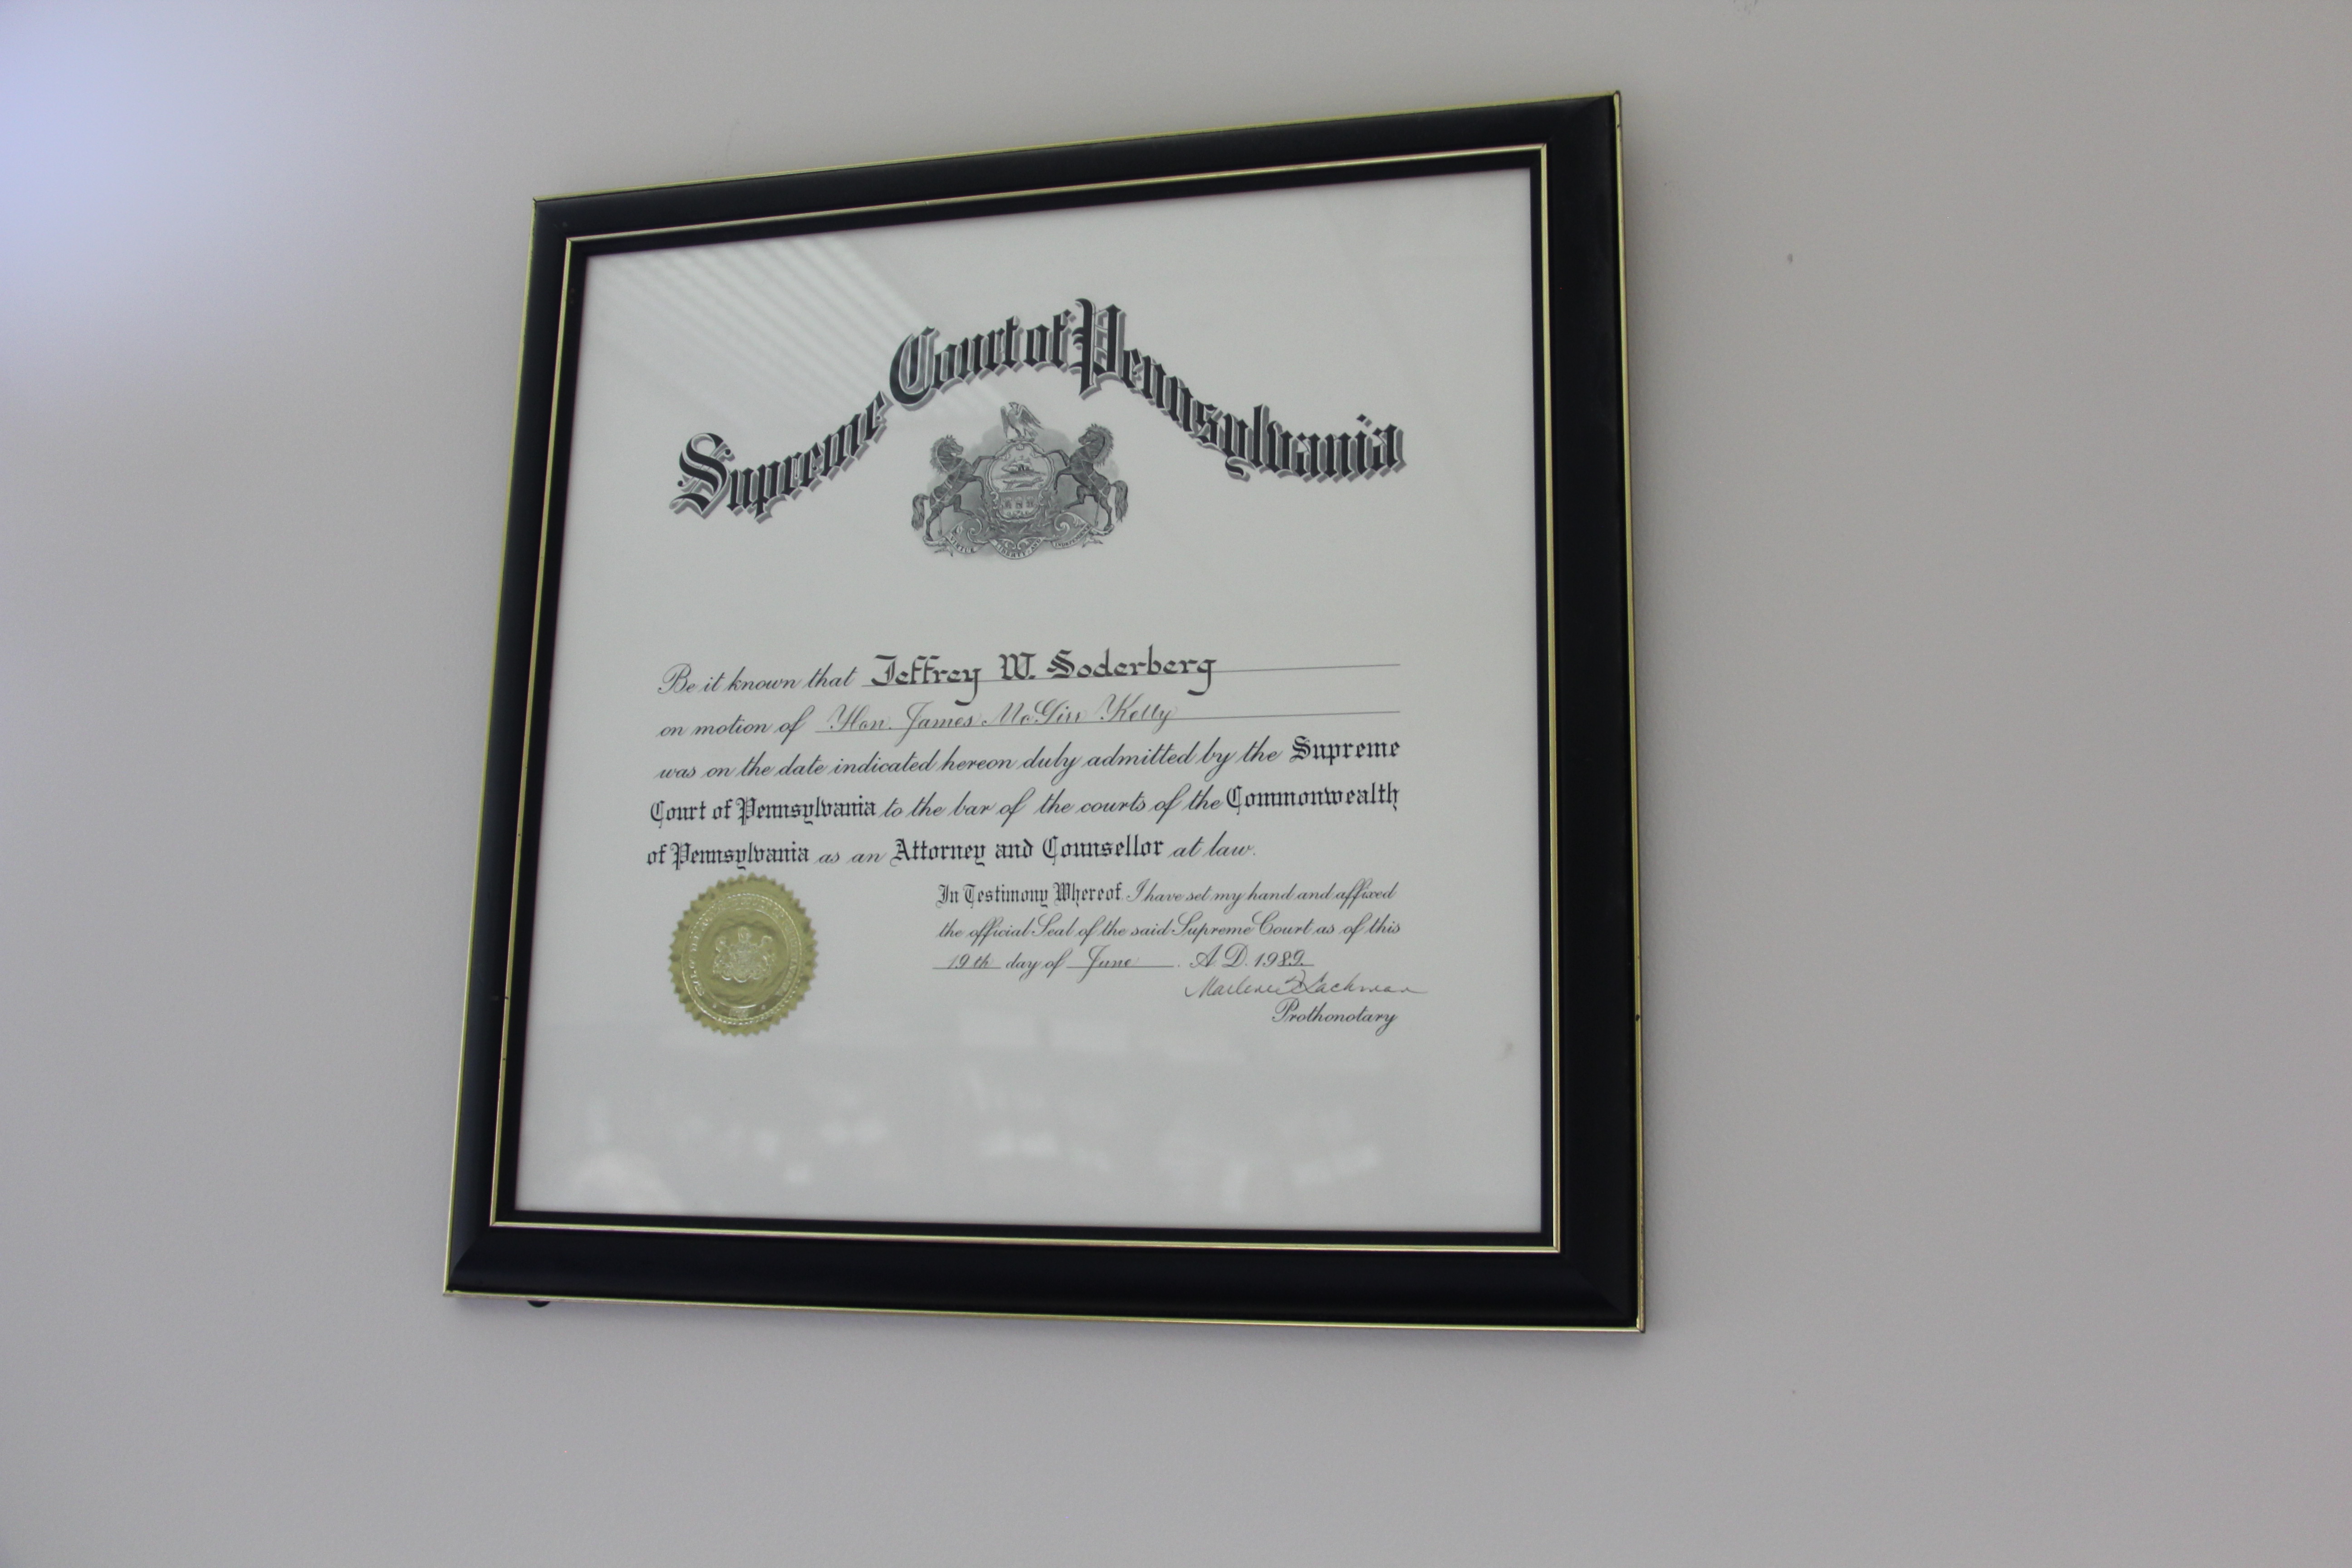 Supreme Court of Pennsylvania
VIRTUE LIBERTY AND INDEPENDENCE
Be it known that Jeffrey W. Soderberg
on motion of Hon. James McGirr Kelly
was on the date indicated hereon duly admitted by the Supreme
Court of Pennsylvania to the bar of the courts of the Commonwealth
of Pennsylvania as an Attorney and Counsellor at law.
In Testimony Whereof I have set my hand and affixed
the official Seal of the said Supreme Court as of this
19th day of June A.D. 1989.
Marlene F. Lachman
Prothonotary